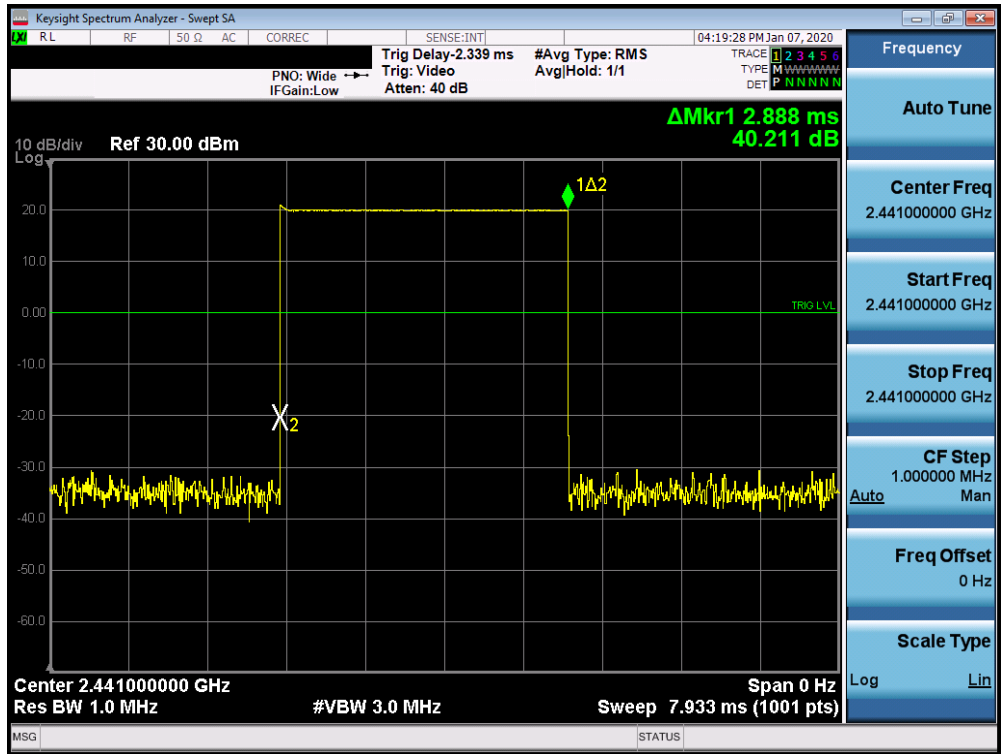 Keysight Spectrum Analyzer - Swept SA
LXI RL RF 50 Ω AC CORREC SENSE:INT 04:19:28 PM Jan 07, 2020
Trig Delay-2.339 ms #Avg Type: RMS TRACE 1 2 3 4 5 6
PNO: Wide Trig: Video Avg|Hold: 1/1 TYPE M W W W W W
IFGain:Low Atten: 40 dB DET P N N N N N
ΔMkr1 2.888 ms
40.211 dB
10 dB/div Ref 30.00 dBm
Log
1Δ2
20.0
10.0
0.00
TRIG LVL
-10.0
-20.0
2
-30.0
-40.0
-50.0
-60.0
Center 2.441000000 GHz Span 0 Hz
Res BW 1.0 MHz #VBW 3.0 MHz Sweep 7.933 ms (1001 pts)
MSG STATUS
Frequency
Auto Tune
Center Freq
2.441000000 GHz
Start Freq
2.441000000 GHz
Stop Freq
2.441000000 GHz
CF Step
1.000000 MHz
Auto Man
Freq Offset
0 Hz
Scale Type
Log Lin